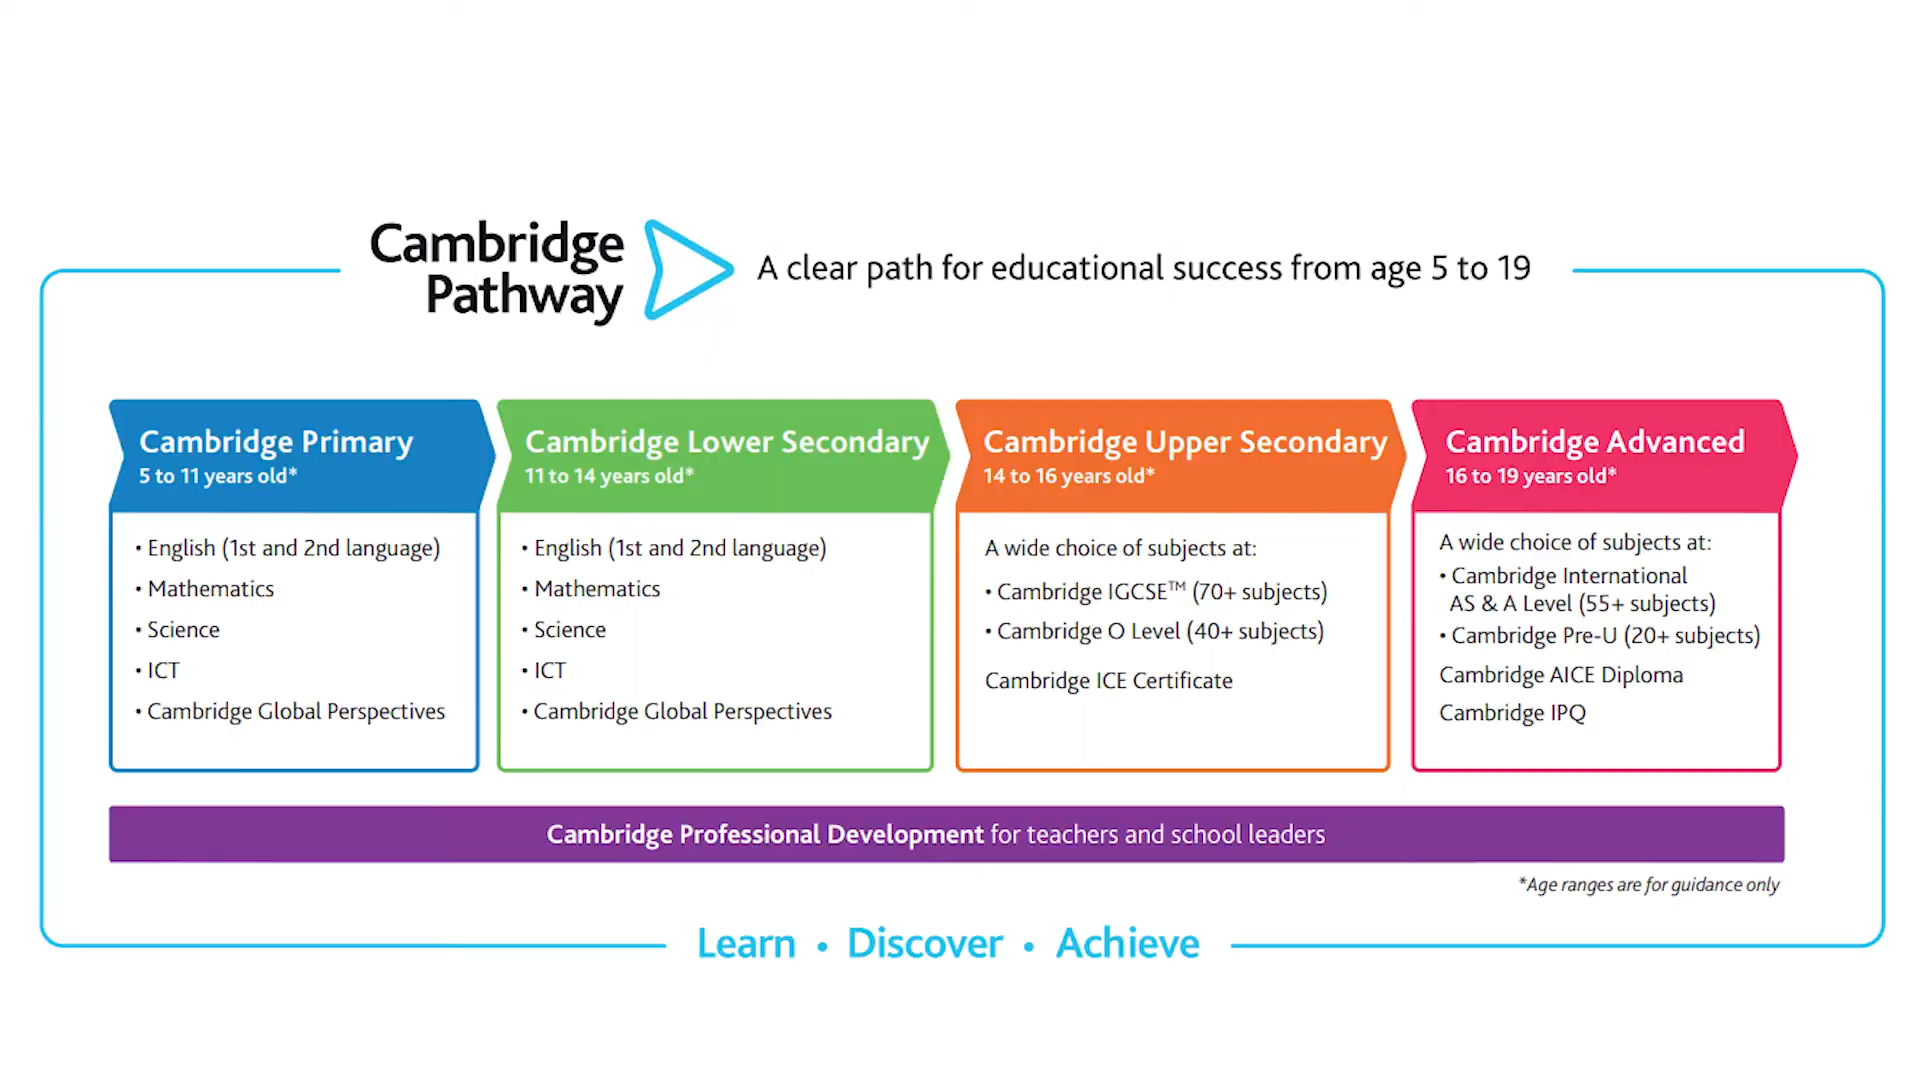 Cambridge
Pathway
A clear path for educational success from age 5 to 19
Cambridge Primary
5 to 11 years old*
• English (1st and 2nd language)
• Mathematics
• Science
• ICT
• Cambridge Global Perspectives
Cambridge Lower Secondary
11 to 14 years old*
• English (1st and 2nd language)
• Mathematics
• Science
• ICT
• Cambridge Global Perspectives
Cambridge Upper Secondary
14 to 16 years old*
A wide choice of subjects at:
• Cambridge IGCSE™ (70+ subjects)
• Cambridge O Level (40+ subjects)
Cambridge ICE Certificate
Cambridge Advanced
16 to 19 years old*
A wide choice of subjects at:
• Cambridge International
AS & A Level (55+ subjects)
• Cambridge Pre-U (20+ subjects)
Cambridge AICE Diploma
Cambridge IPQ
Cambridge Professional Development for teachers and school leaders
*Age ranges are for guidance only
Learn • Discover • Achieve